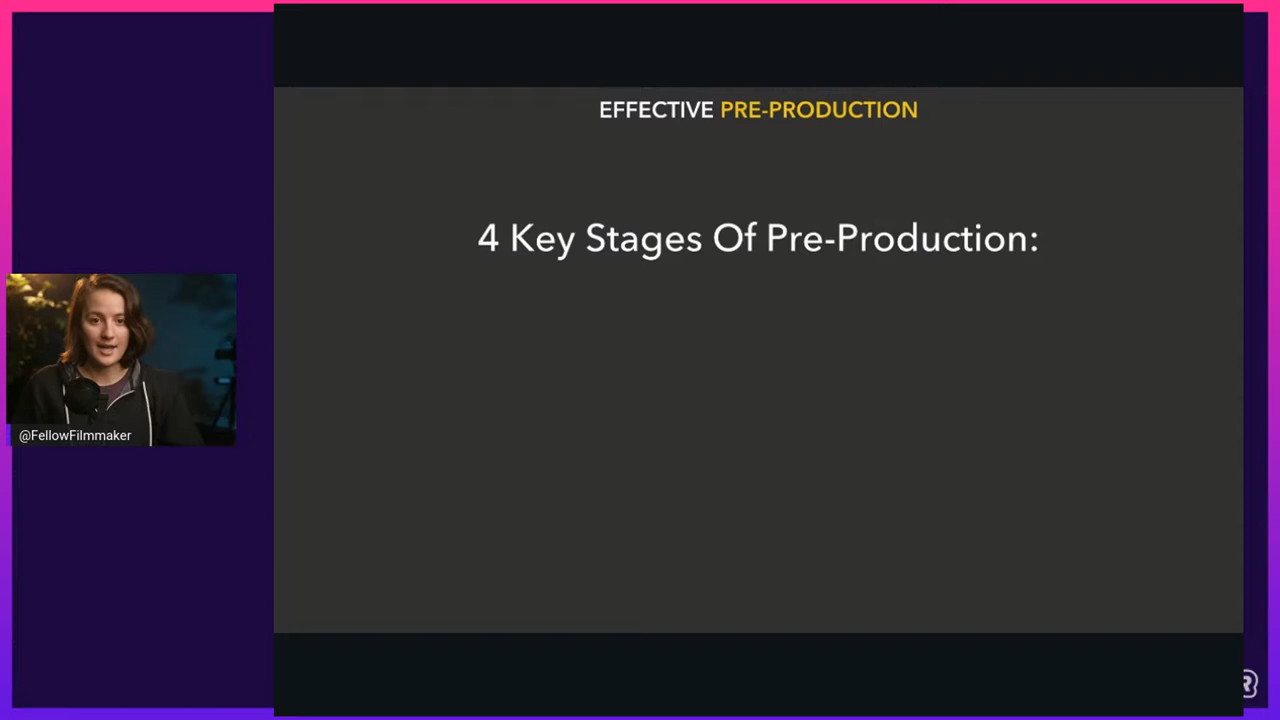 EFFECTIVE PRE-PRODUCTION
4 Key Stages Of Pre-Production:
@FellowFilmmaker